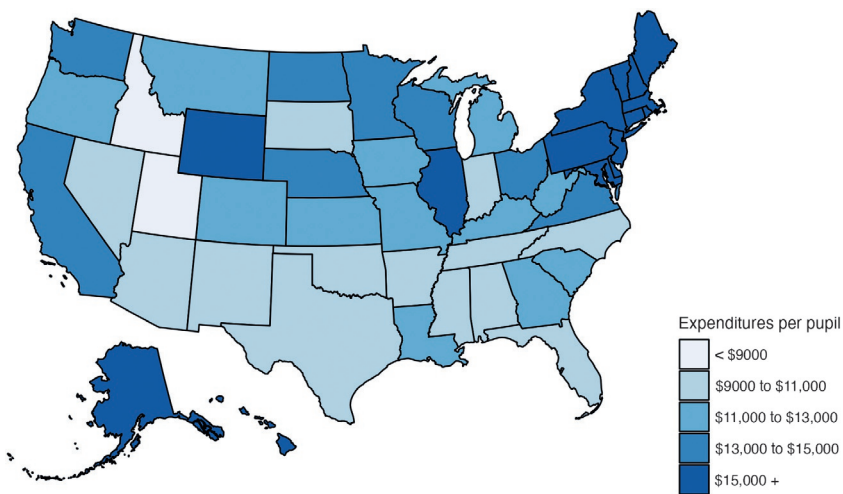 Expenditures per pupil
< $9000
$9000 to $11,000
$11,000 to $13,000
$13,000 to $15,000
$15,000 +